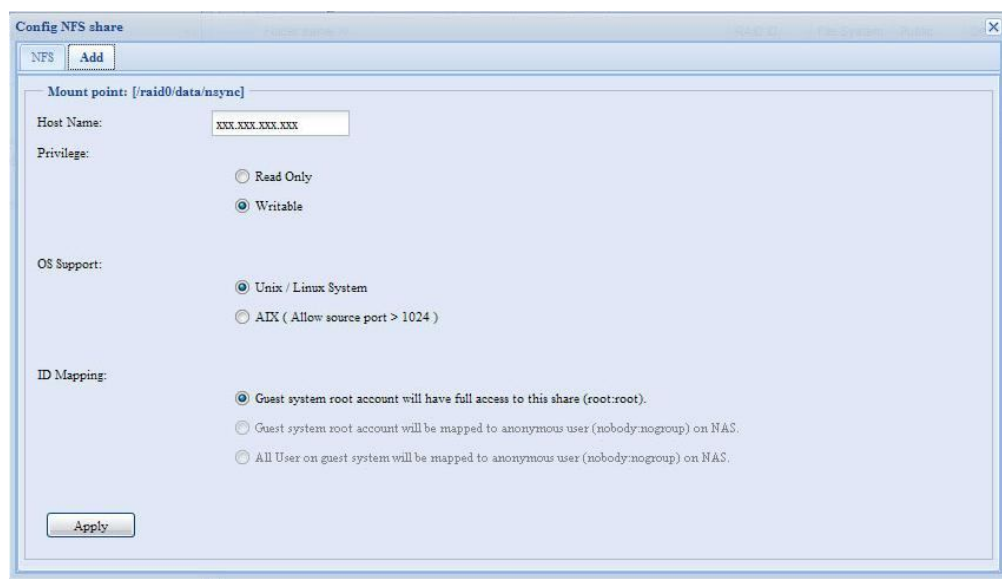 Config NFS share
NFS Add
Mount point: [/raid0/data/nsync]
Host Name: xxx.xxx.xxx.xxx
Privilege:
Read Only
Writable
OS Support:
Unix / Linux System
AIX ( Allow source port > 1024 )
ID Mapping:
Guest system root account will have full access to this share (root:root).
Guest system root account will be mapped to anonymous user (nobody:nogroup) on NAS.
All User on guest system will be mapped to anonymous user (nobody:nogroup) on NAS.
Apply